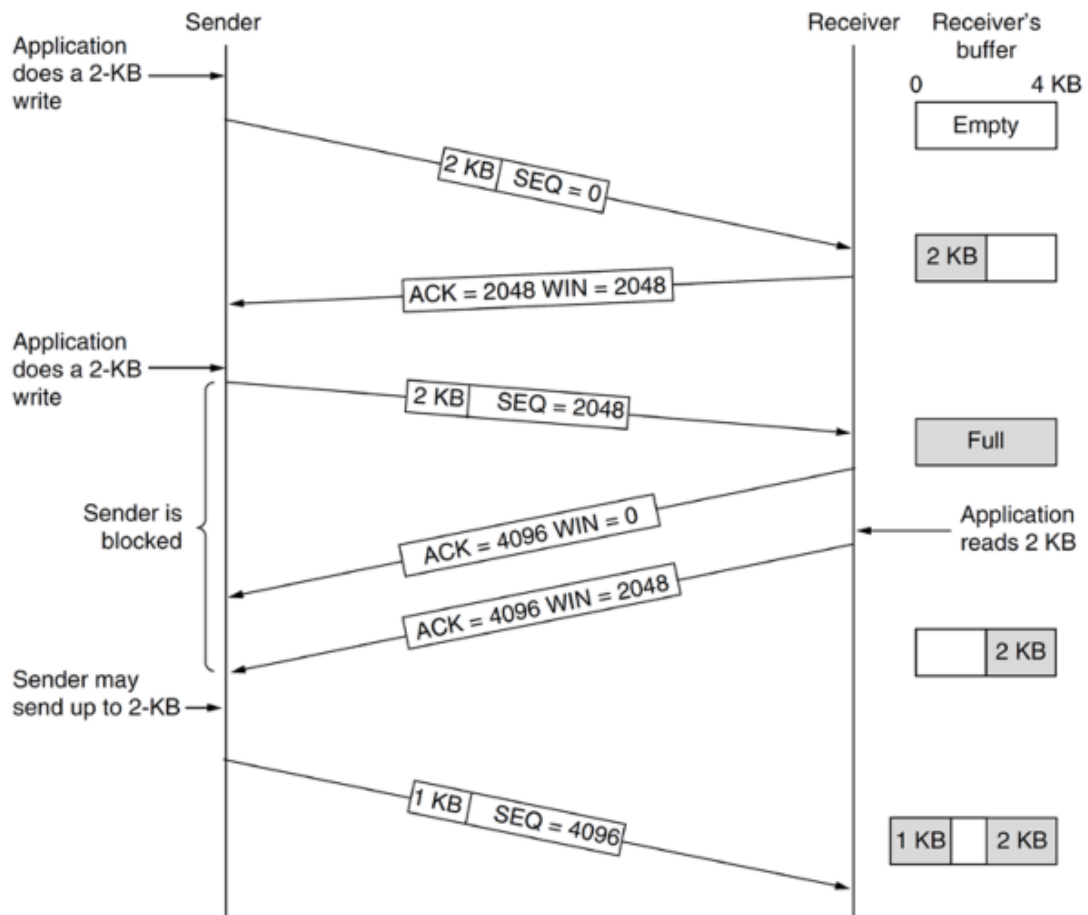 Sender
Receiver
Receiver's
buffer
0
4 KB
Application
does a 2-KB
write
Empty
2 KB SEQ = 0
2 KB
ACK = 2048 WIN = 2048
Application
does a 2-KB
write
2 KB SEQ = 2048
Full
Sender is
blocked
ACK = 4096 WIN = 0
Application
reads 2 KB
ACK = 4096 WIN = 2048
2 KB
Sender may
send up to 2-KB
1 KB SEQ = 4096
1 KB 2 KB